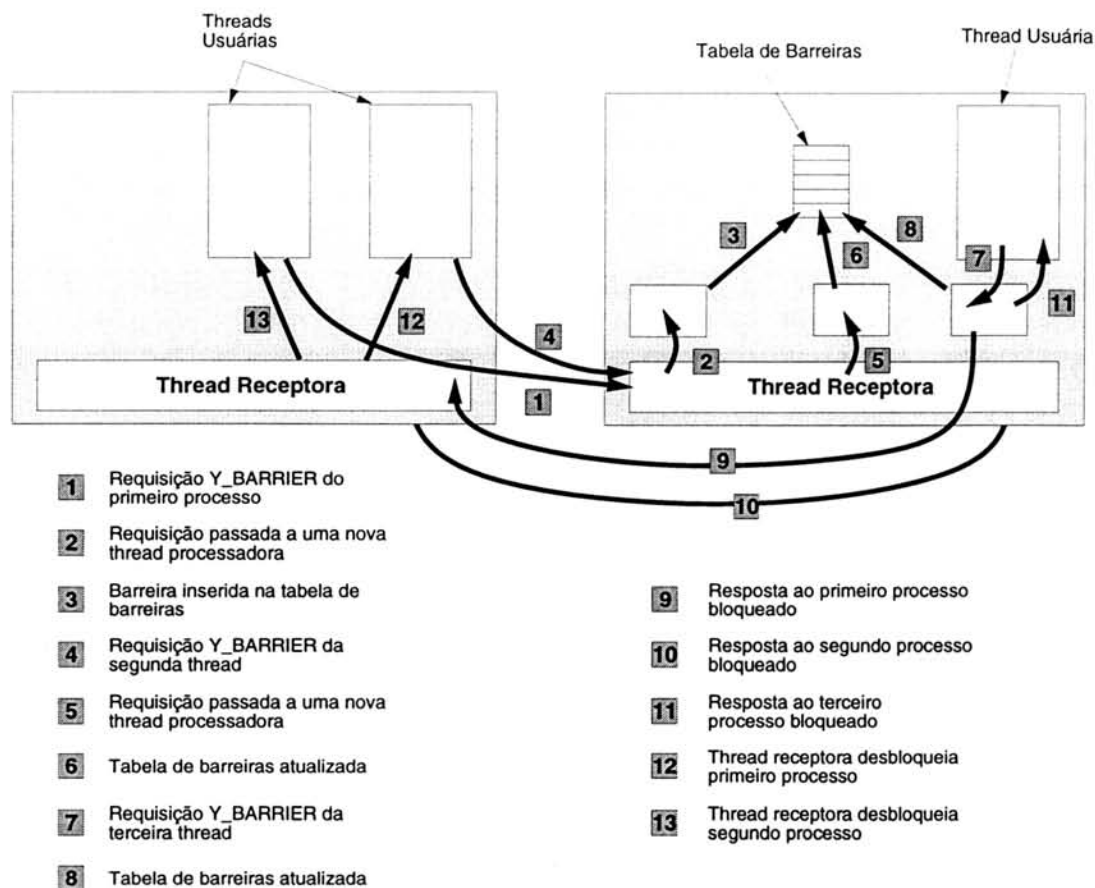 Threads
Usuárias
Tabela de Barreiras
Thread Usuária
3
6
8
7
11
13
12
4
2
5
Thread Receptora
Thread Receptora
1
9
10
1 Requisição Y_BARRIER do
primeiro processo
2 Requisição passada a uma nova
thread processadora
3 Barreira inserida na tabela de
barreiras
4 Requisição Y_BARRIER da
segunda thread
5 Requisição passada a uma nova
thread processadora
6 Tabela de barreiras atualizada
7 Requisição Y_BARRIER da
terceira thread
8 Tabela de barreiras atualizada
9 Resposta ao primeiro processo
bloqueado
10 Resposta ao segundo processo
bloqueado
11 Resposta ao terceiro
processo bloqueado
12 Thread receptora desbloqueia
primeiro processo
13 Thread receptora desbloqueia
segundo processo